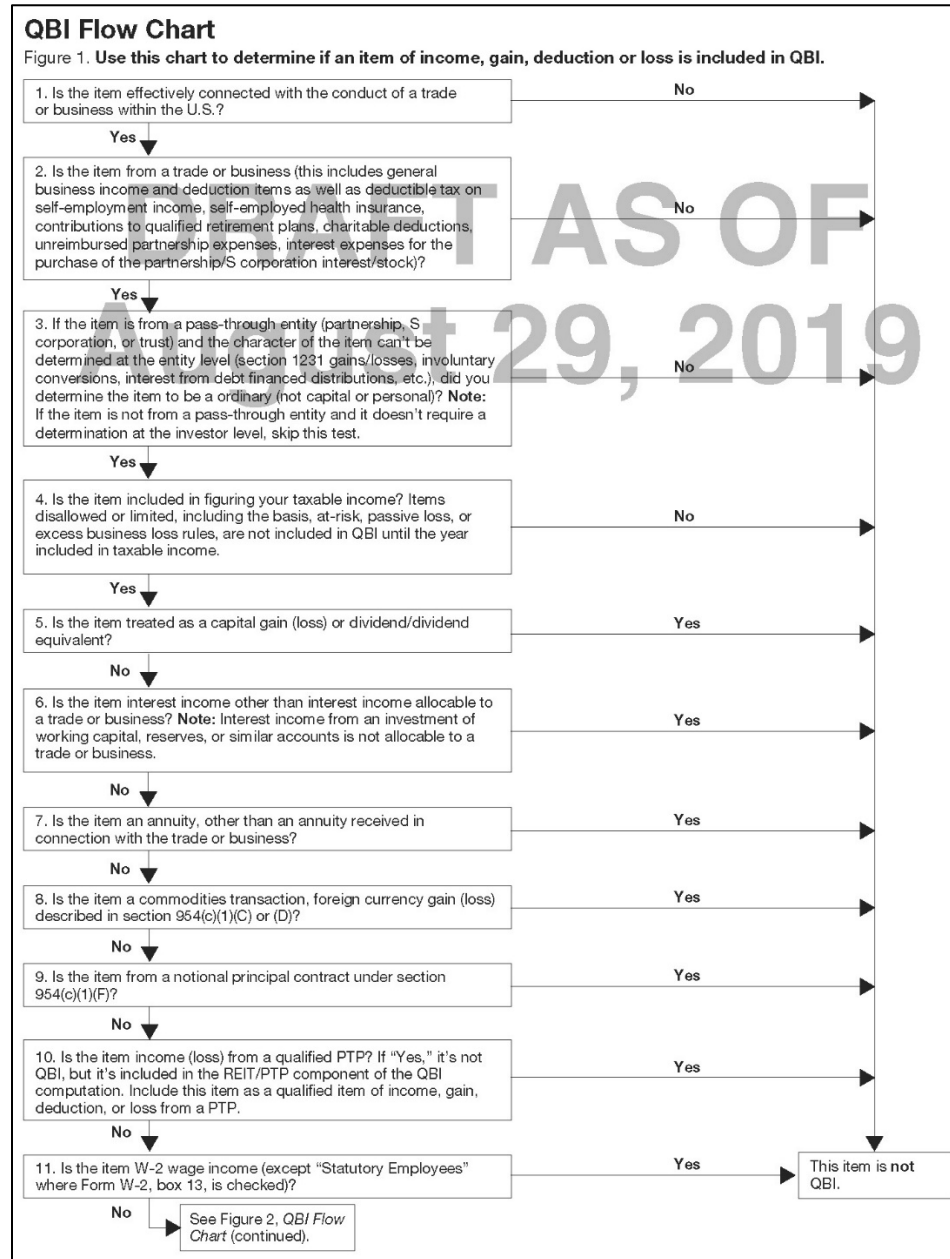 QBI Flow Chart
Figure 1. Use this chart to determine if an item of income, gain, deduction or loss is included in QBI.
1. Is the item effectively connected with the conduct of a trade
or business within the U.S.?
No
Yes
2. Is the item from a trade or business (this includes general
business income and deduction items as well as deductible tax on
self-employment income, self-employed health insurance,
contributions to qualified retirement plans, charitable deductions,
unreimbursed partnership expenses, interest expenses for the
purchase of the partnership/S corporation interest/stock)?
No
DRAFT AS OF
Yes
3. If the item is from a pass-through entity (partnership, S
corporation, or trust) and the character of the item can't be
determined at the entity level (section 1231 gains/losses, involuntary
conversions, interest from debt financed distributions, etc.), did you
determine the item to be a ordinary (not capital or personal)? Note:
If the item is not from a pass-through entity and it doesn't require a
determination at the investor level, skip this test.
No
August 29, 2019
Yes
4. Is the item included in figuring your taxable income? Items
disallowed or limited, including the basis, at-risk, passive loss, or
excess business loss rules, are not included in QBI until the year
included in taxable income.
No
Yes
5. Is the item treated as a capital gain (loss) or dividend/dividend
equivalent?
Yes
No
6. Is the item interest income other than interest income allocable to
a trade or business? Note: Interest income from an investment of
working capital, reserves, or similar accounts is not allocable to a
trade or business.
Yes
No
7. Is the item an annuity, other than an annuity received in
connection with the trade or business?
Yes
No
8. Is the item a commodities transaction, foreign currency gain (loss)
described in section 954(c)(1)(C) or (D)?
Yes
No
9. Is the item from a notional principal contract under section
954(c)(1)(F)?
Yes
No
10. Is the item income (loss) from a qualified PTP? If "Yes," it's not
QBI, but it's included in the REIT/PTP component of the QBI
computation. Include this item as a qualified item of income, gain,
deduction, or loss from a PTP.
Yes
No
11. Is the item W-2 wage income (except "Statutory Employees"
where Form W-2, box 13, is checked)?
Yes
This item is not
QBI.
No
See Figure 2, QBI Flow
Chart (continued).